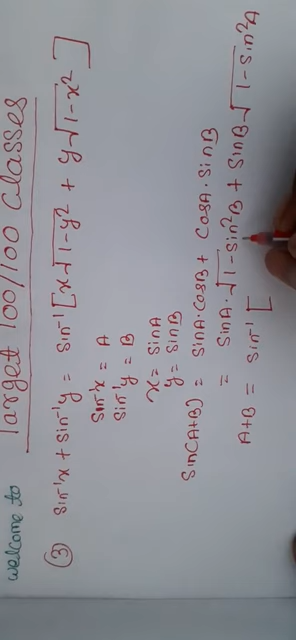 welcome to
Target 100/100 classes
③ sin⁻¹x + sin⁻¹y = sin⁻¹[x√1-y² + y√1-x²]
sin⁻¹x = A
sin⁻¹y = B
x = sinA
y = sinB
sin(A+B) = sinA·cosB + cosA·sinB
= sinA·√1-sin²B + sinB√1-sin²A
A+B = sin⁻¹[